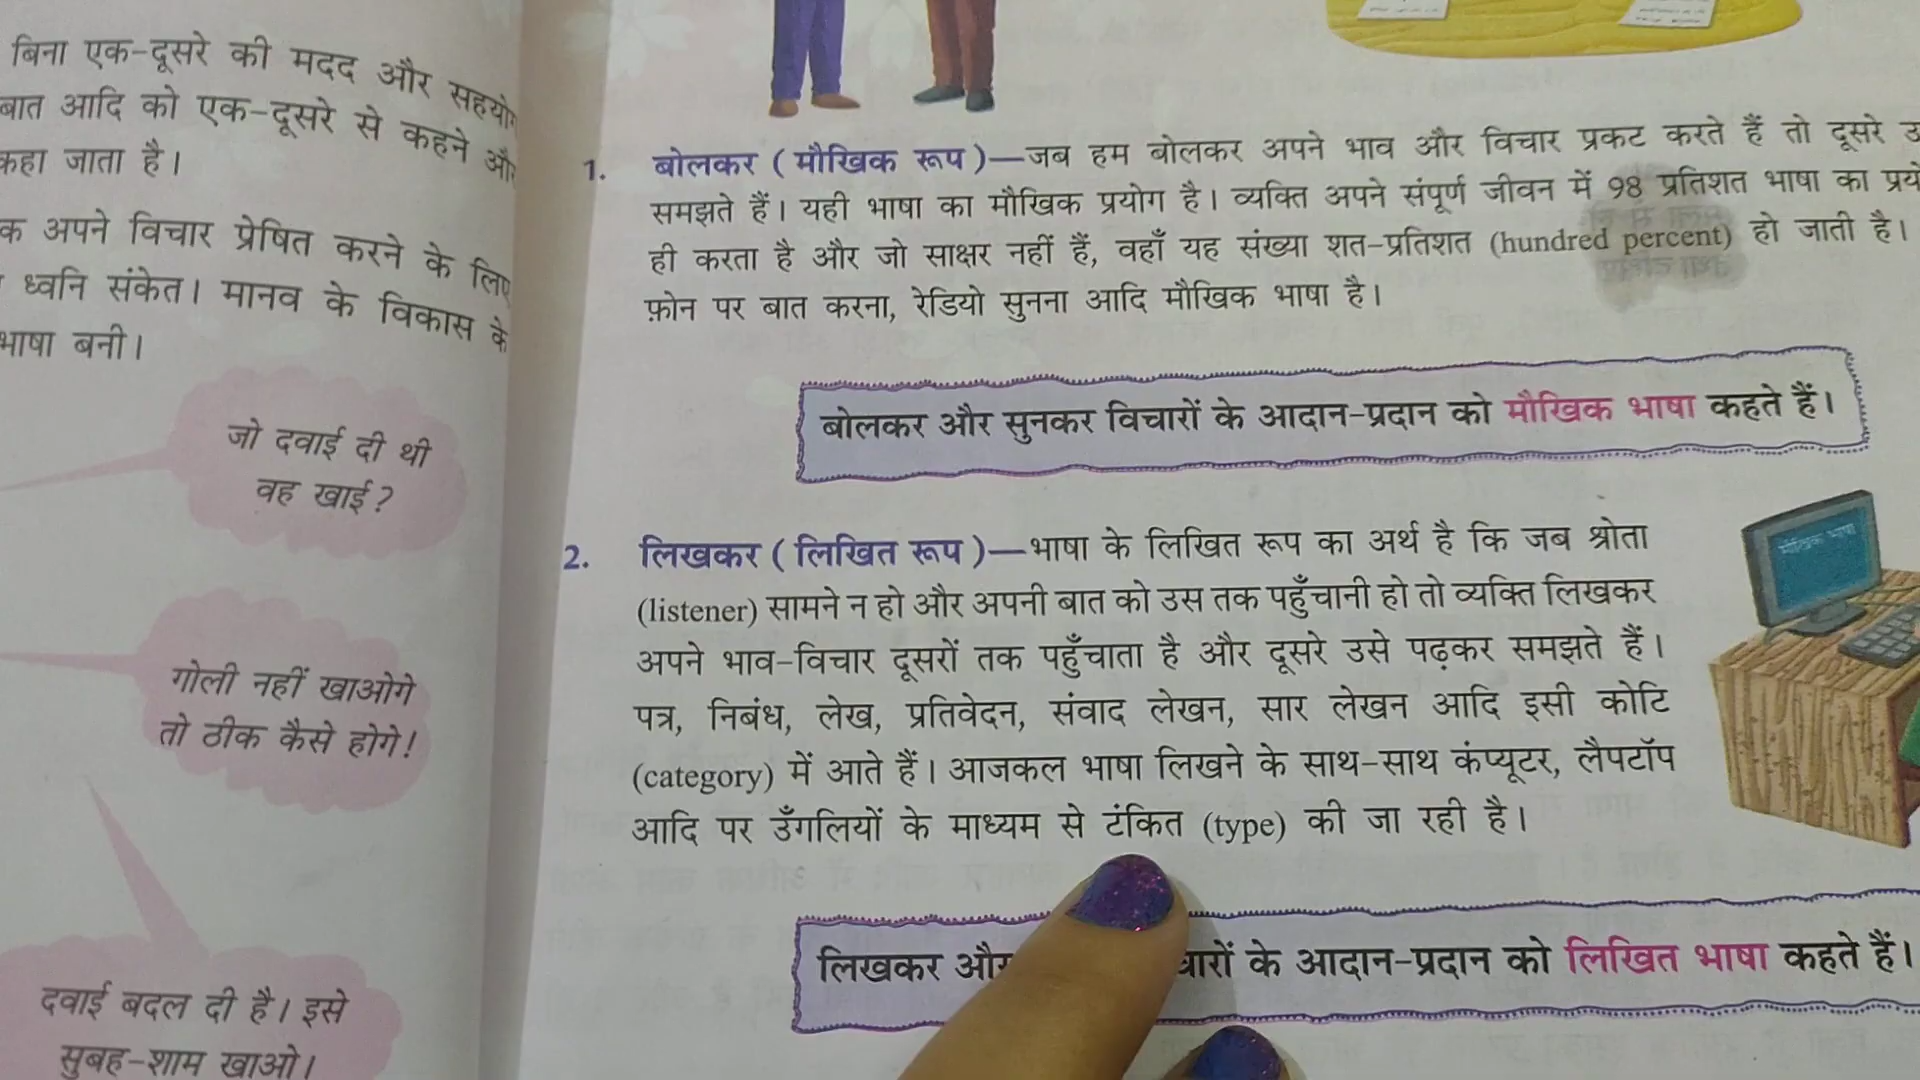 बिना एक-दूसरे की मदद और
बात आदि को एक-दूसरे से कहने और
कहा जाता है।
अपने विचार प्रेषित करने के लिए
ध्वनि संकेत। मानव के विकास के
भाषा बनी।
जो दवाई दी थी
वह खाई?
गोली नहीं खाओगे
तो ठीक कैसे होगे!
दवाई बदल दी है। इसे
सुबह-शाम खाओ।
1. बोलकर (मौखिक रूप)—जब हम बोलकर अपने भाव और विचार प्रकट करते हैं तो दूसरे
समझते हैं। यही भाषा का मौखिक प्रयोग है। व्यक्ति अपने संपूर्ण जीवन में 98 प्रतिशत भाषा का
ही करता है और जो साक्षर नहीं हैं, वहाँ यह संख्या शत-प्रतिशत (hundred percent) हो जाती है।
फ़ोन पर बात करना, रेडियो सुनना आदि मौखिक भाषा है।
बोलकर और सुनकर विचारों के आदान-प्रदान को मौखिक भाषा कहते हैं।
2. लिखकर (लिखित रूप)—भाषा के लिखित रूप का अर्थ है कि जब श्रोता
(listener) सामने न हो और अपनी बात को उस तक पहुँचानी हो तो व्यक्ति लिखकर
अपने भाव-विचार दूसरों तक पहुँचाता है और दूसरे उसे पढ़कर समझते हैं।
पत्र, निबंध, लेख, प्रतिवेदन, संवाद लेखन, सार लेखन आदि इसी कोटि
(category) में आते हैं। आजकल भाषा लिखने के साथ-साथ कंप्यूटर, लैपटॉप
आदि पर उँगलियों के माध्यम से टंकित (type) की जा रही है।
लिखकर के आदान-प्रदान को लिखित भाषा कहते हैं।